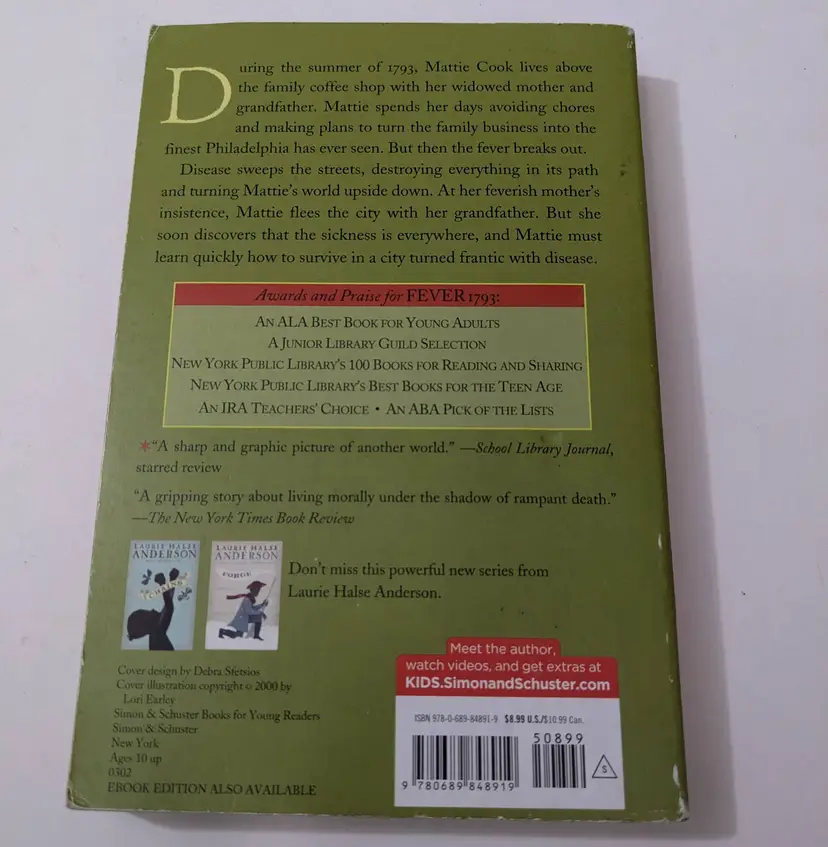 During the summer of 1793, Mattie Cook lives above
the family coffee shop with her widowed mother and
grandfather. Mattie spends her days avoiding chores
and making plans to turn the family business into the
finest Philadelphia has ever seen. But then the fever breaks out.
Disease sweeps the streets, destroying everything in its path
and turning Mattie's world upside down. At her feverish mother's
insistence, Mattie flees the city with her grandfather. But she
soon discovers that the sickness is everywhere, and Mattie must
learn quickly how to survive in a city turned frantic with disease.
Awards and Praise for FEVER 1793:
AN ALA BEST BOOK FOR YOUNG ADULTS
A JUNIOR LIBRARY GUILD SELECTION
NEW YORK PUBLIC LIBRARY'S 100 BOOKS FOR READING AND SHARING
NEW YORK PUBLIC LIBRARY'S BEST BOOKS FOR THE TEEN AGE
AN IRA TEACHERS' CHOICE • AN ABA PICK OF THE LISTS
★"A sharp and graphic picture of another world." —School Library Journal,
starred review
"A gripping story about living morally under the shadow of rampant death."
—The New York Times Book Review
LAURIE HALSE
ANDERSON
CHAINS
LAURIE HALSE
ANDERSON
FORGE
Don't miss this powerful new series from
Laurie Halse Anderson.
Cover design by Debra Sfetsios
Cover illustration copyright © 2000 by
Lori Earley
Simon & Schuster Books for Young Readers
Simon & Schuster
New York
Ages 10 up
0302
EBOOK EDITION ALSO AVAILABLE
Meet the author,
watch videos, and get extras at
KIDS.SimonandSchuster.com
ISBN 978-0-689-84891-9 $8.99 U.S./$10.99 Can.
50899
9 780689 848919
S